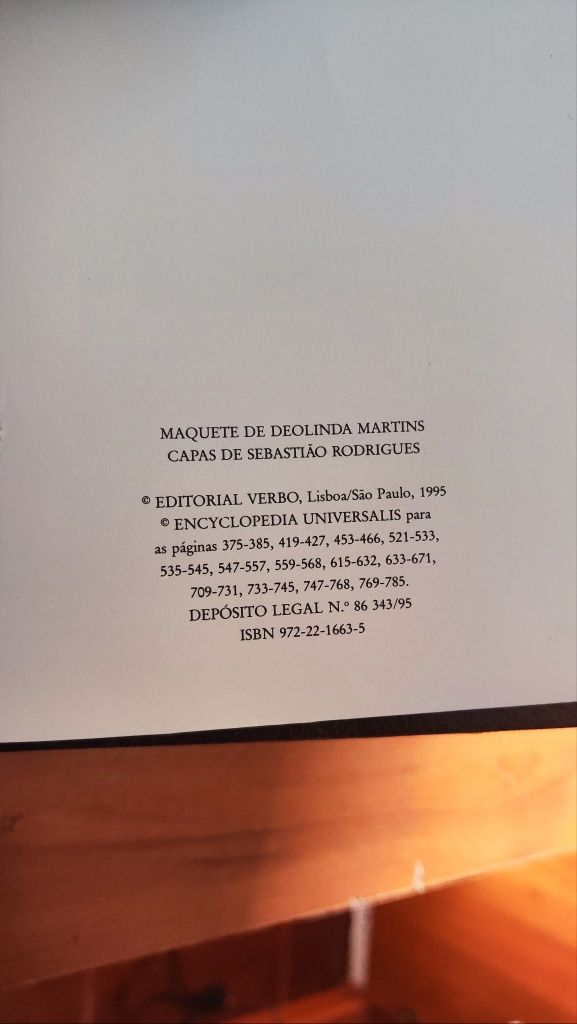 MAQUETE DE DEOLINDA MARTINS
CAPAS DE SEBASTIÃO RODRIGUES
© EDITORIAL VERBO, Lisboa/São Paulo, 1995
© ENCYCLOPEDIA UNIVERSALIS para
as páginas 375-385, 419-427, 453-466, 521-533,
535-545, 547-557, 559-568, 615-632, 633-671,
709-731, 733-745, 747-768, 769-785.
DEPÓSITO LEGAL N.º 86 343/95
ISBN 972-22-1663-5